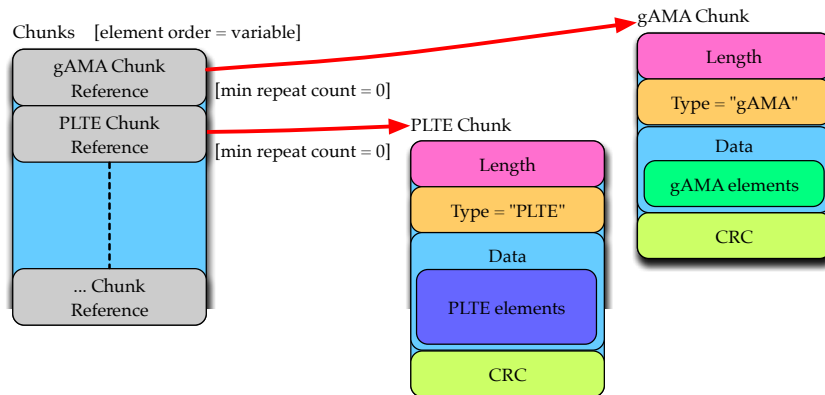 Chunks [element order = variable]
gAMA Chunk
Reference
[min repeat count = 0]
PLTE Chunk
Reference
[min repeat count = 0]
... Chunk
Reference
PLTE Chunk
Length
Type = "PLTE"
Data
PLTE elements
CRC
gAMA Chunk
Length
Type = "gAMA"
Data
gAMA elements
CRC